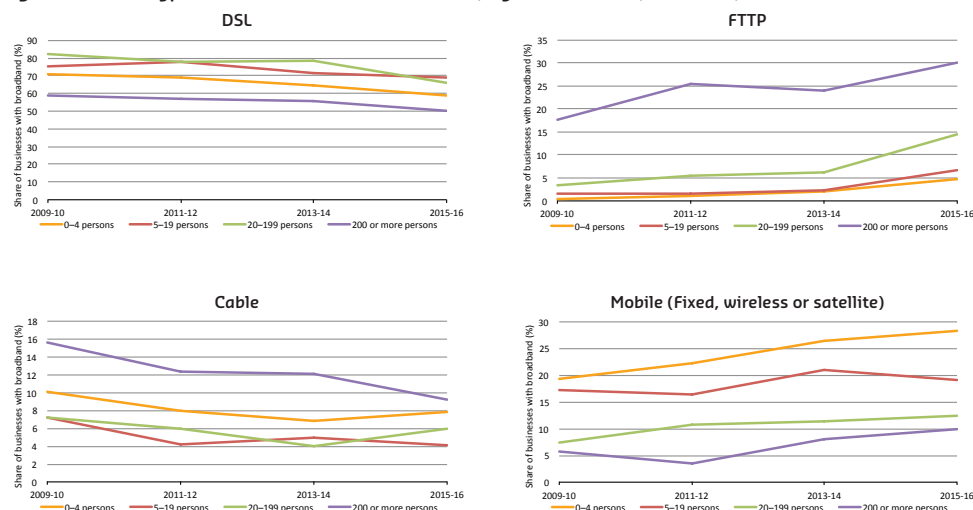 DSL
Share of businesses with broadband (%)
90
80
70
60
50
40
30
20
10
0
2009-10 2011-12 2013-14 2015-16
0–4 persons 5–19 persons 20–199 persons 200 or more persons
FTTP
Share of businesses with broadband (%)
35
30
25
20
15
10
5
0
2009-10 2011-12 2013-14 2015-16
0–4 persons 5–19 persons 20–199 persons 200 or more persons
Cable
Share of businesses with broadband (%)
18
16
14
12
10
8
6
4
2
0
2009-10 2011-12 2013-14 2015-16
0–4 persons 5–19 persons 20–199 persons 200 or more persons
Mobile (Fixed, wireless or satellite)
Share of businesses with broadband (%)
30
25
20
15
10
5
0
2009-10 2011-12 2013-14 2015-16
0–4 persons 5–19 persons 20–199 persons 200 or more persons